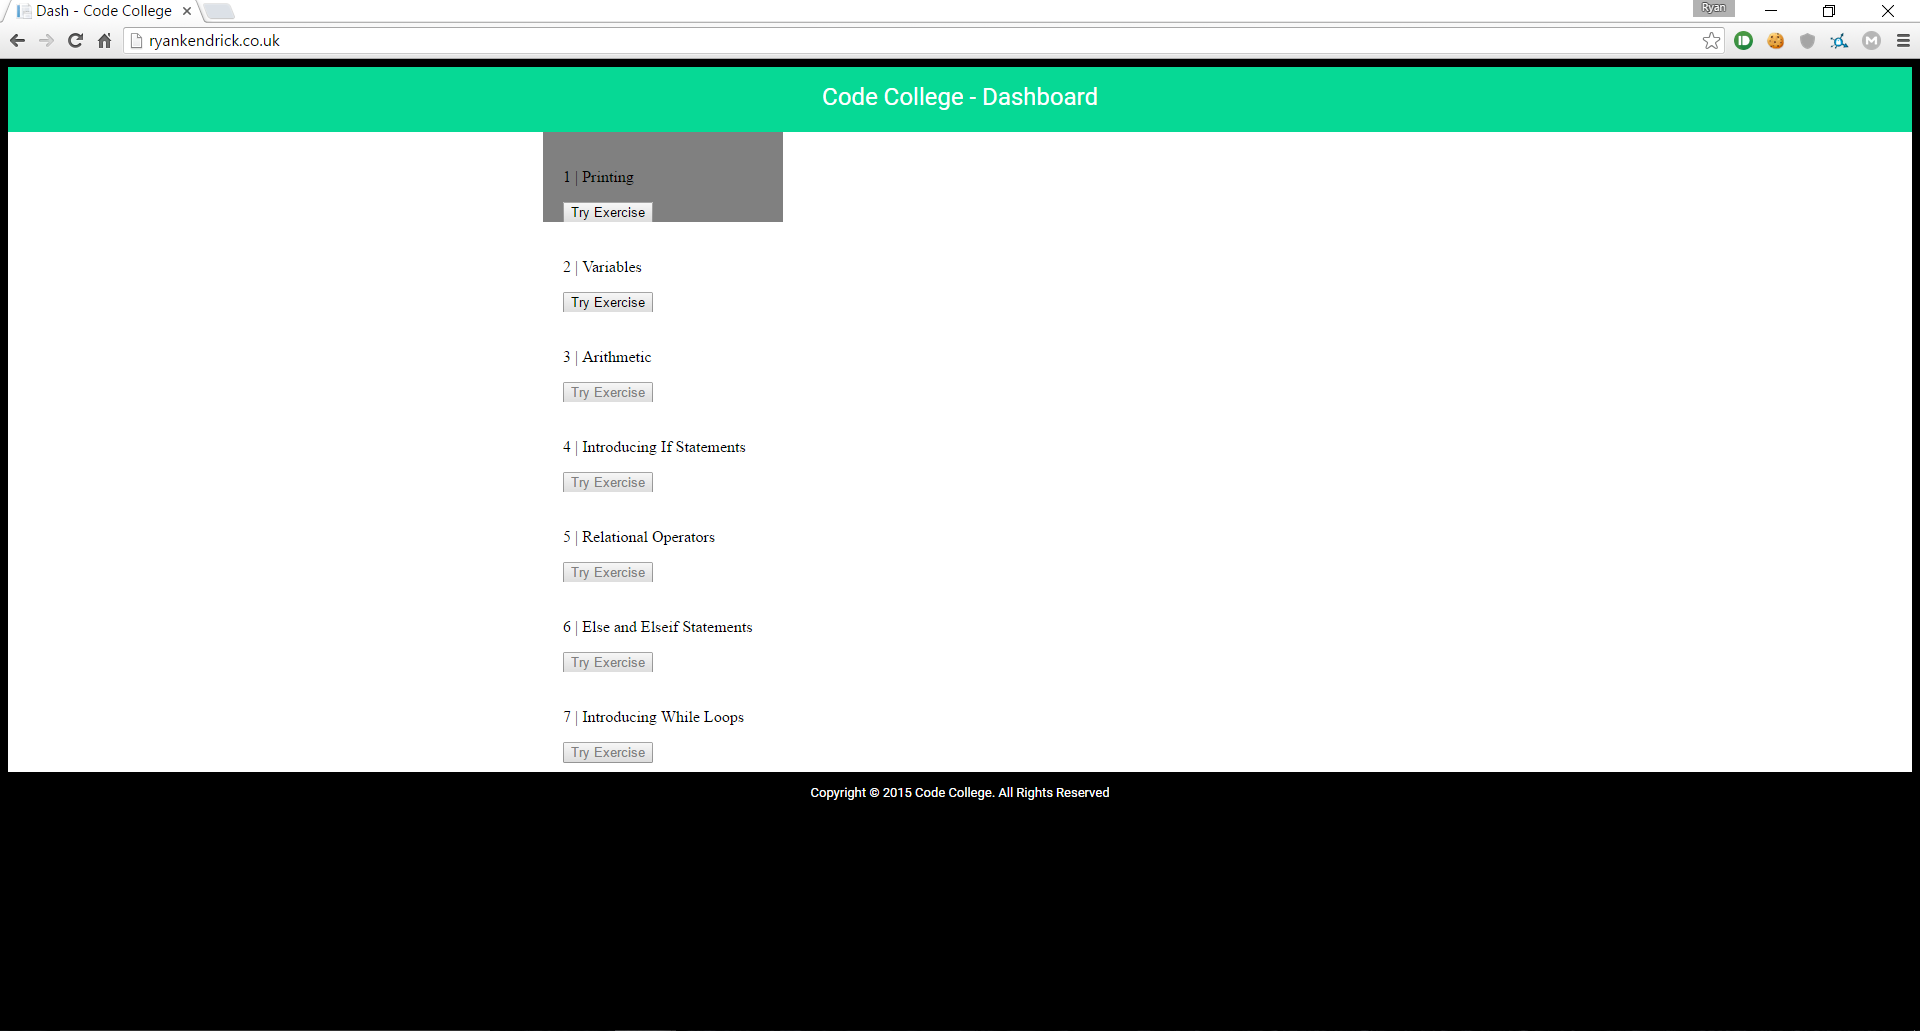 Dash - Code College
Ryan
ryankendrick.co.uk
Code College - Dashboard
1 | Printing
Try Exercise
2 | Variables
Try Exercise
3 | Arithmetic
Try Exercise
4 | Introducing If Statements
Try Exercise
5 | Relational Operators
Try Exercise
6 | Else and Elseif Statements
Try Exercise
7 | Introducing While Loops
Try Exercise
Copyright © 2015 Code College. All Rights Reserved